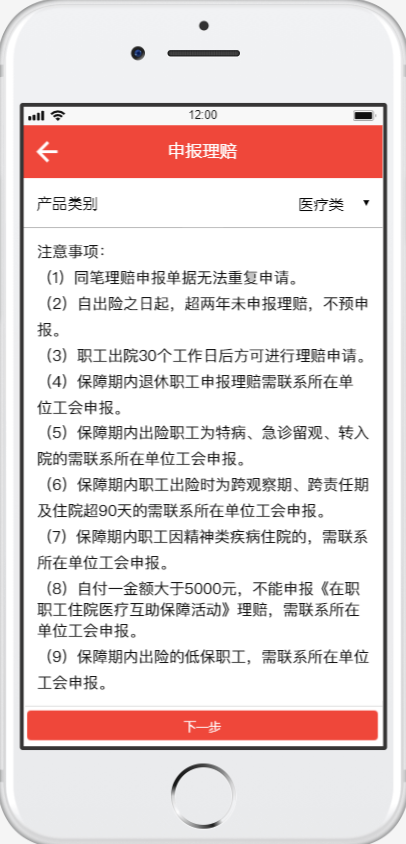 12:00
申报理赔
产品类别 医疗类
注意事项：
（1）同笔理赔申报单据无法重复申请。
（2）自出险之日起，超两年未申报理赔，不预申
报。
（3）职工出院30个工作日后方可进行理赔申请。
（4）保障期内退休职工申报理赔需联系所在单
位工会申报。
（5）保障期内出险职工为特病、急诊留观、转入
院的需联系所在单位工会申报。
（6）保障期内职工出险时为跨观察期、跨责任期
及住院超90天的需联系所在单位工会申报。
（7）保障期内职工因精神类疾病住院的，需联系
所在单位工会申报。
（8）自付一金额大于5000元，不能申报《在职
职工住院医疗互助保障活动》理赔，需联系所在
单位工会申报。
（9）保障期内出险的低保职工，需联系所在单位
工会申报。
下一步